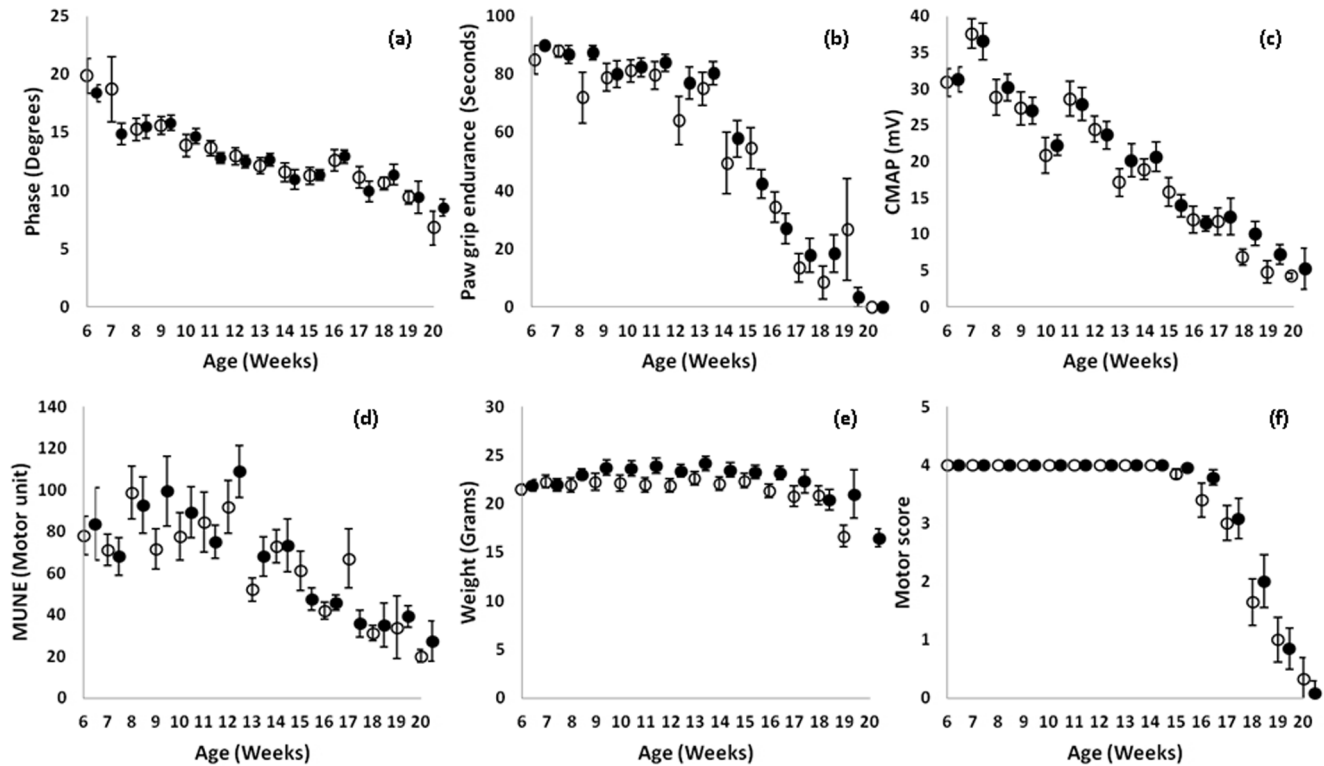 (a)
Phase (Degrees)
25
20
15
10
5
0
6 7 8 9 10 11 12 13 14 15 16 17 18 19 20
Age (Weeks)
(b)
Paw grip endurance (Seconds)
100
80
60
40
20
0
6 7 8 9 10 11 12 13 14 15 16 17 18 19 20
Age (Weeks)
(c)
CMAP (mV)
40
35
30
25
20
15
10
5
0
6 7 8 9 10 11 12 13 14 15 16 17 18 19 20
Age (Weeks)
(d)
MUNE (Motor unit)
140
120
100
80
60
40
20
0
6 7 8 9 10 11 12 13 14 15 16 17 18 19 20
Age (Weeks)
(e)
Weight (Grams)
30
25
20
15
10
5
0
6 7 8 9 10 11 12 13 14 15 16 17 18 19 20
Age (Weeks)
(f)
Motor score
5
4
3
2
1
0
6 7 8 9 10 11 12 13 14 15 16 17 18 19 20
Age (Weeks)